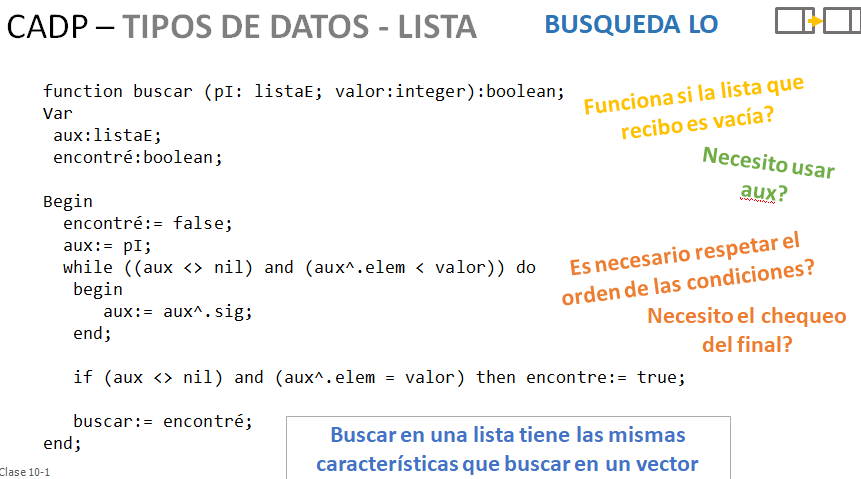 CADP – TIPOS DE DATOS - LISTA
BUSQUEDA LO
function buscar (pI: listaE; valor:integer):boolean;
Var
aux:listaE;
encontré:boolean;
Begin
encontré:= false;
aux:= pI;
while ((aux <> nil) and (aux^.elem < valor)) do
begin
aux:= aux^.sig;
end;
if (aux <> nil) and (aux^.elem = valor) then encontre:= true;
buscar:= encontré;
end;
Funciona si la lista que
recibo es vacía?
Necesito usar
aux?
Es necesario respetar el
orden de las condiciones?
Necesito el chequeo
del final?
Buscar en una lista tiene las mismas
características que buscar en un vector
Clase 10-1